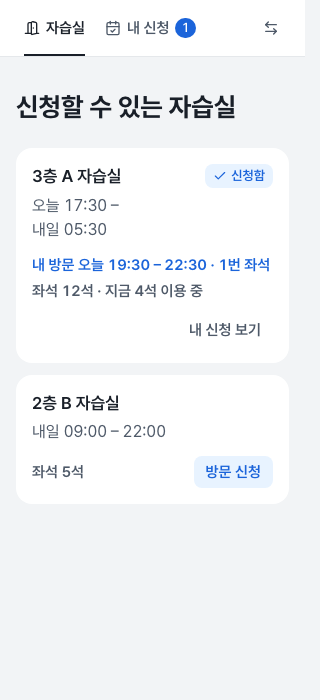 자습실
내 신청 1
신청할 수 있는 자습실
3층 A 자습실
신청함
오늘 17:30 –
내일 05:30
내 방문 오늘 19:30 – 22:30 · 1번 좌석
좌석 12석 · 지금 4석 이용 중
내 신청 보기
2층 B 자습실
내일 09:00 – 22:00
좌석 5석
방문 신청